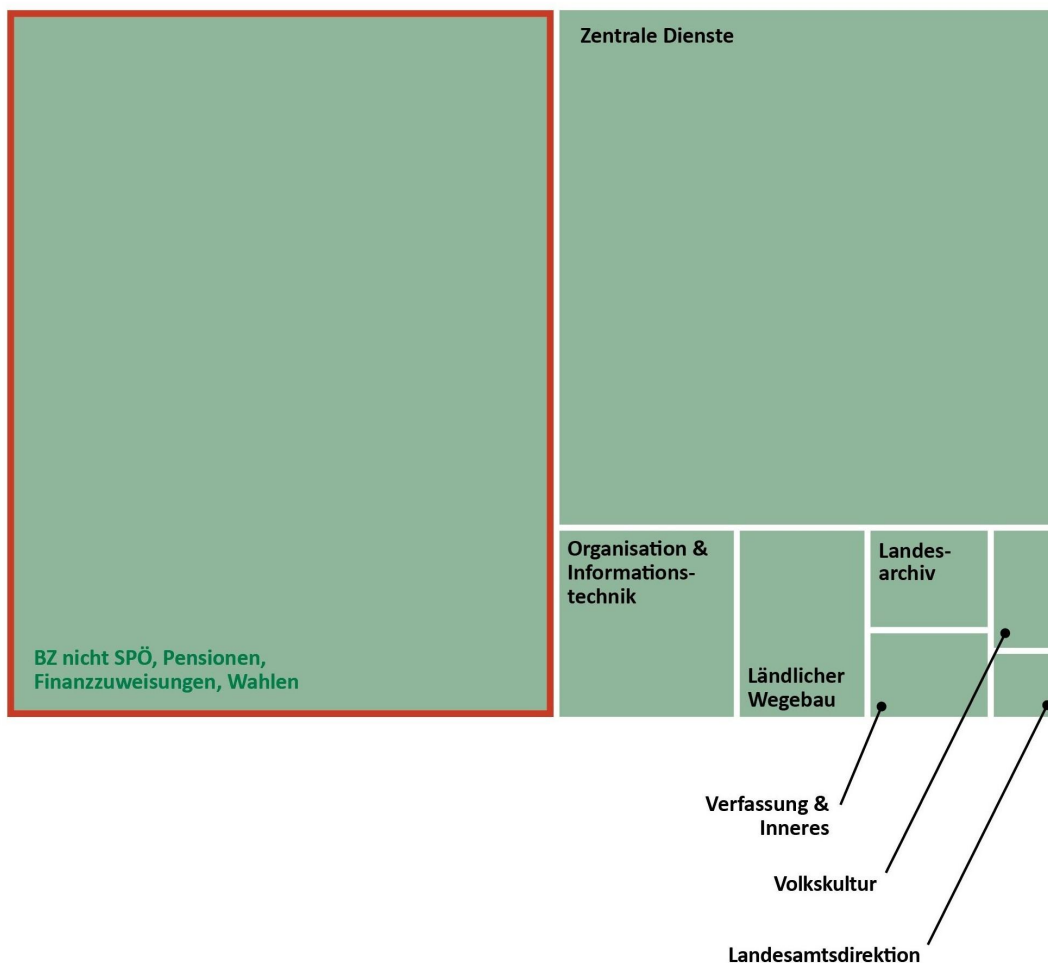 Zentrale Dienste
Organisation &
Informations-
technik
Landes-
archiv
BZ nicht SPÖ, Pensionen,
Finanzzuweisungen, Wahlen
Ländlicher
Wegebau
Verfassung &
Inneres
Volkskultur
Landesamtsdirektion